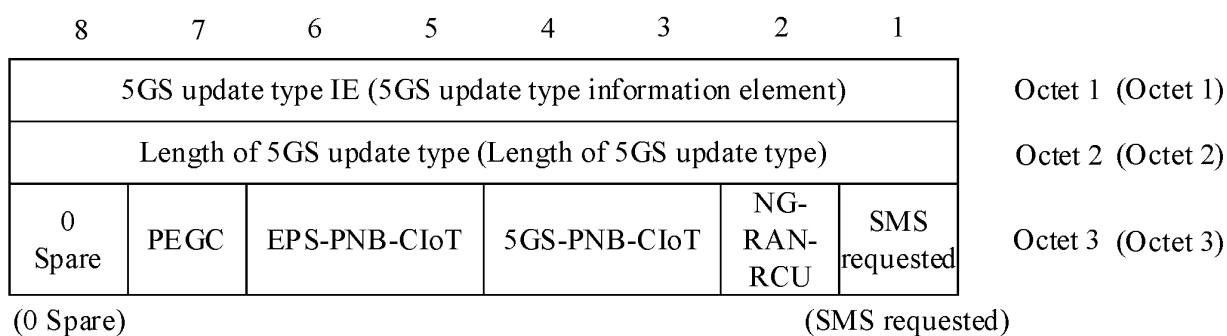 8 7 6 5 4 3 2 1
5GS update type IE (5GS update type information element) Octet 1 (Octet 1)
Length of 5GS update type (Length of 5GS update type) Octet 2 (Octet 2)
0
Spare
PEGC
EPS-PNB-CIoT
5GS-PNB-CIoT
NG-
RAN-
RCU
SMS
requested
Octet 3 (Octet 3)
(0 Spare) (SMS requested)